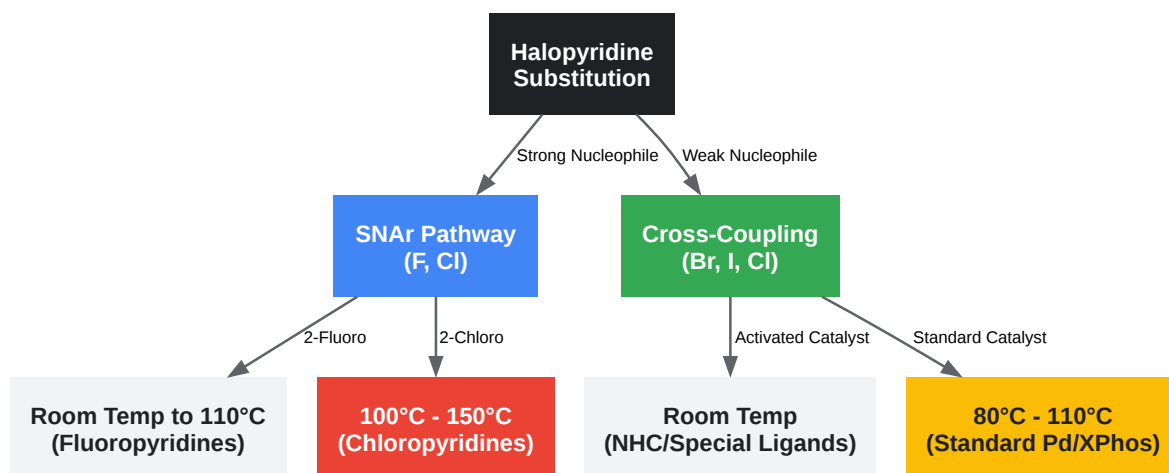 Halopyridine
Substitution
Strong Nucleophile
Weak Nucleophile
SNAr Pathway
(F, Cl)
Cross-Coupling
(Br, I, Cl)
2-Fluoro
2-Chloro
Activated Catalyst
Standard Catalyst
Room Temp to 110°C
(Fluoropyridines)
100°C - 150°C
(Chloropyridines)
Room Temp
(NHC/Special Ligands)
80°C - 110°C
(Standard Pd/XPhos)